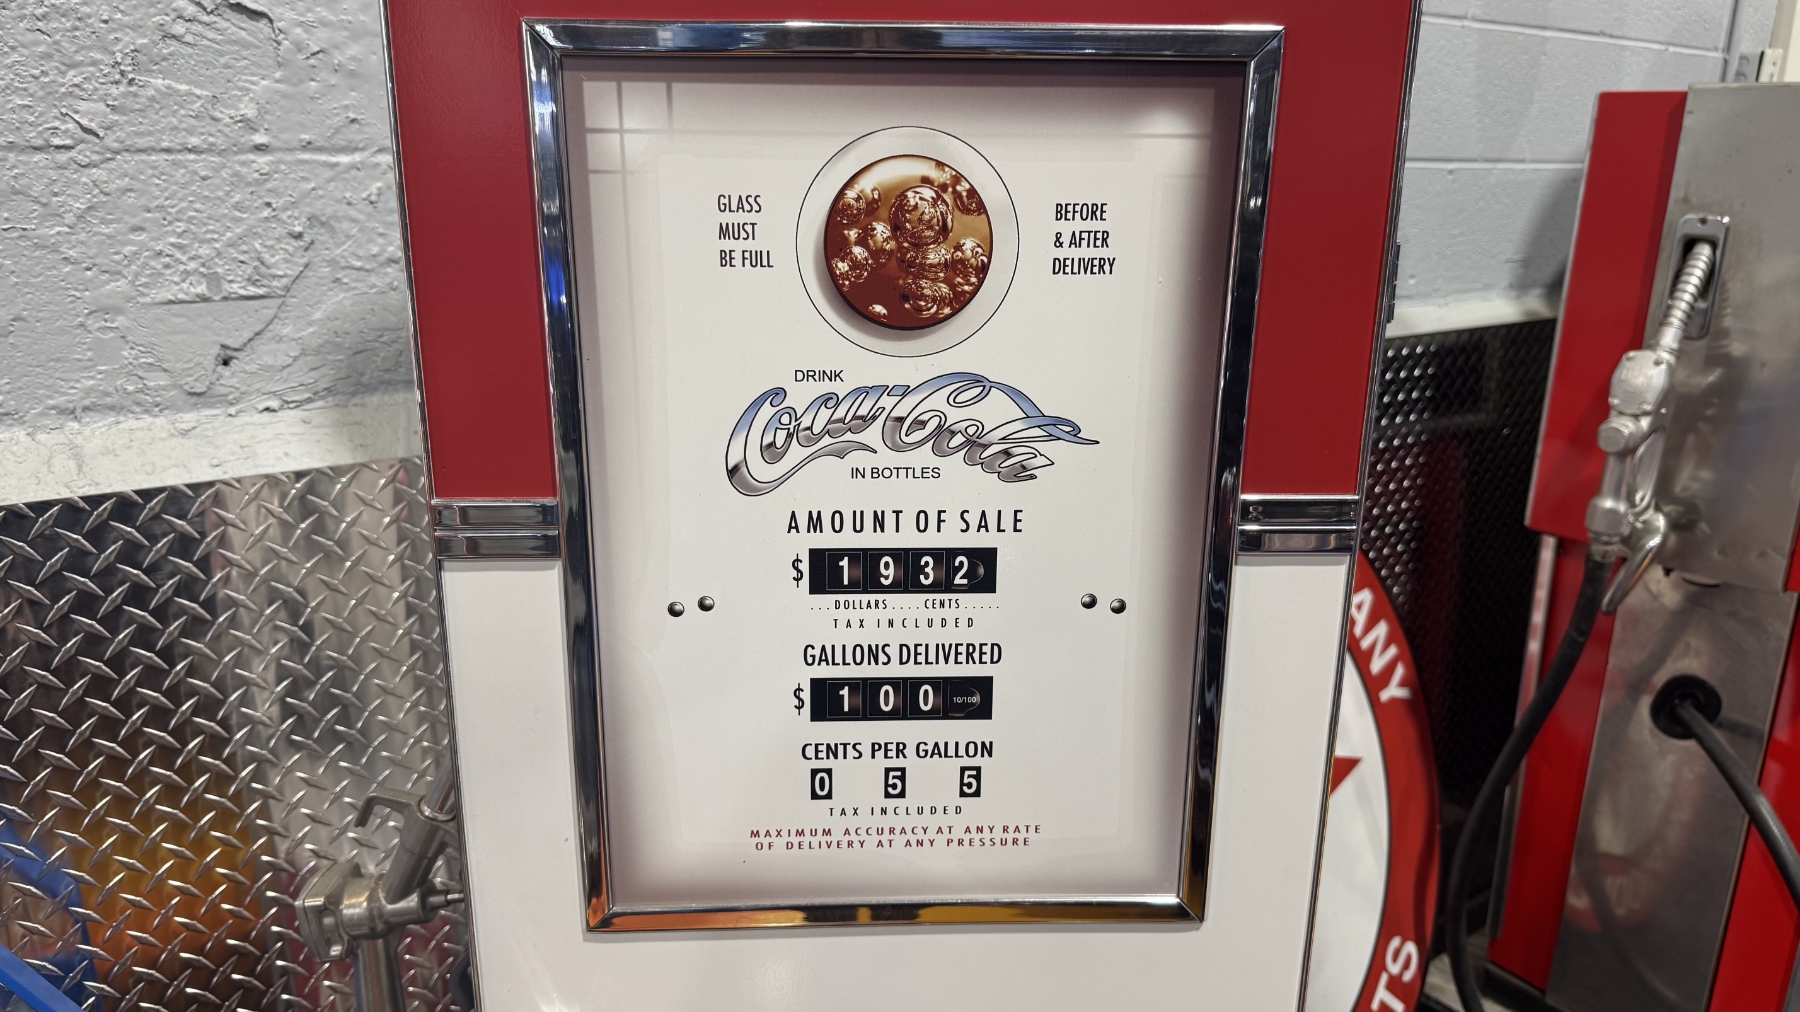 GLASS
MUST
BE FULL
BEFORE
& AFTER
DELIVERY
DRINK
Coca-Cola
IN BOTTLES
AMOUNT OF SALE
$ 1 9 3 2
...DOLLARS....CENTS.....
TAX INCLUDED
GALLONS DELIVERED
$ 1 0 0 10/100
CENTS PER GALLON
0 5 5
TAX INCLUDED
MAXIMUM ACCURACY AT ANY RATE
OF DELIVERY AT ANY PRESSURE
ANY
TS